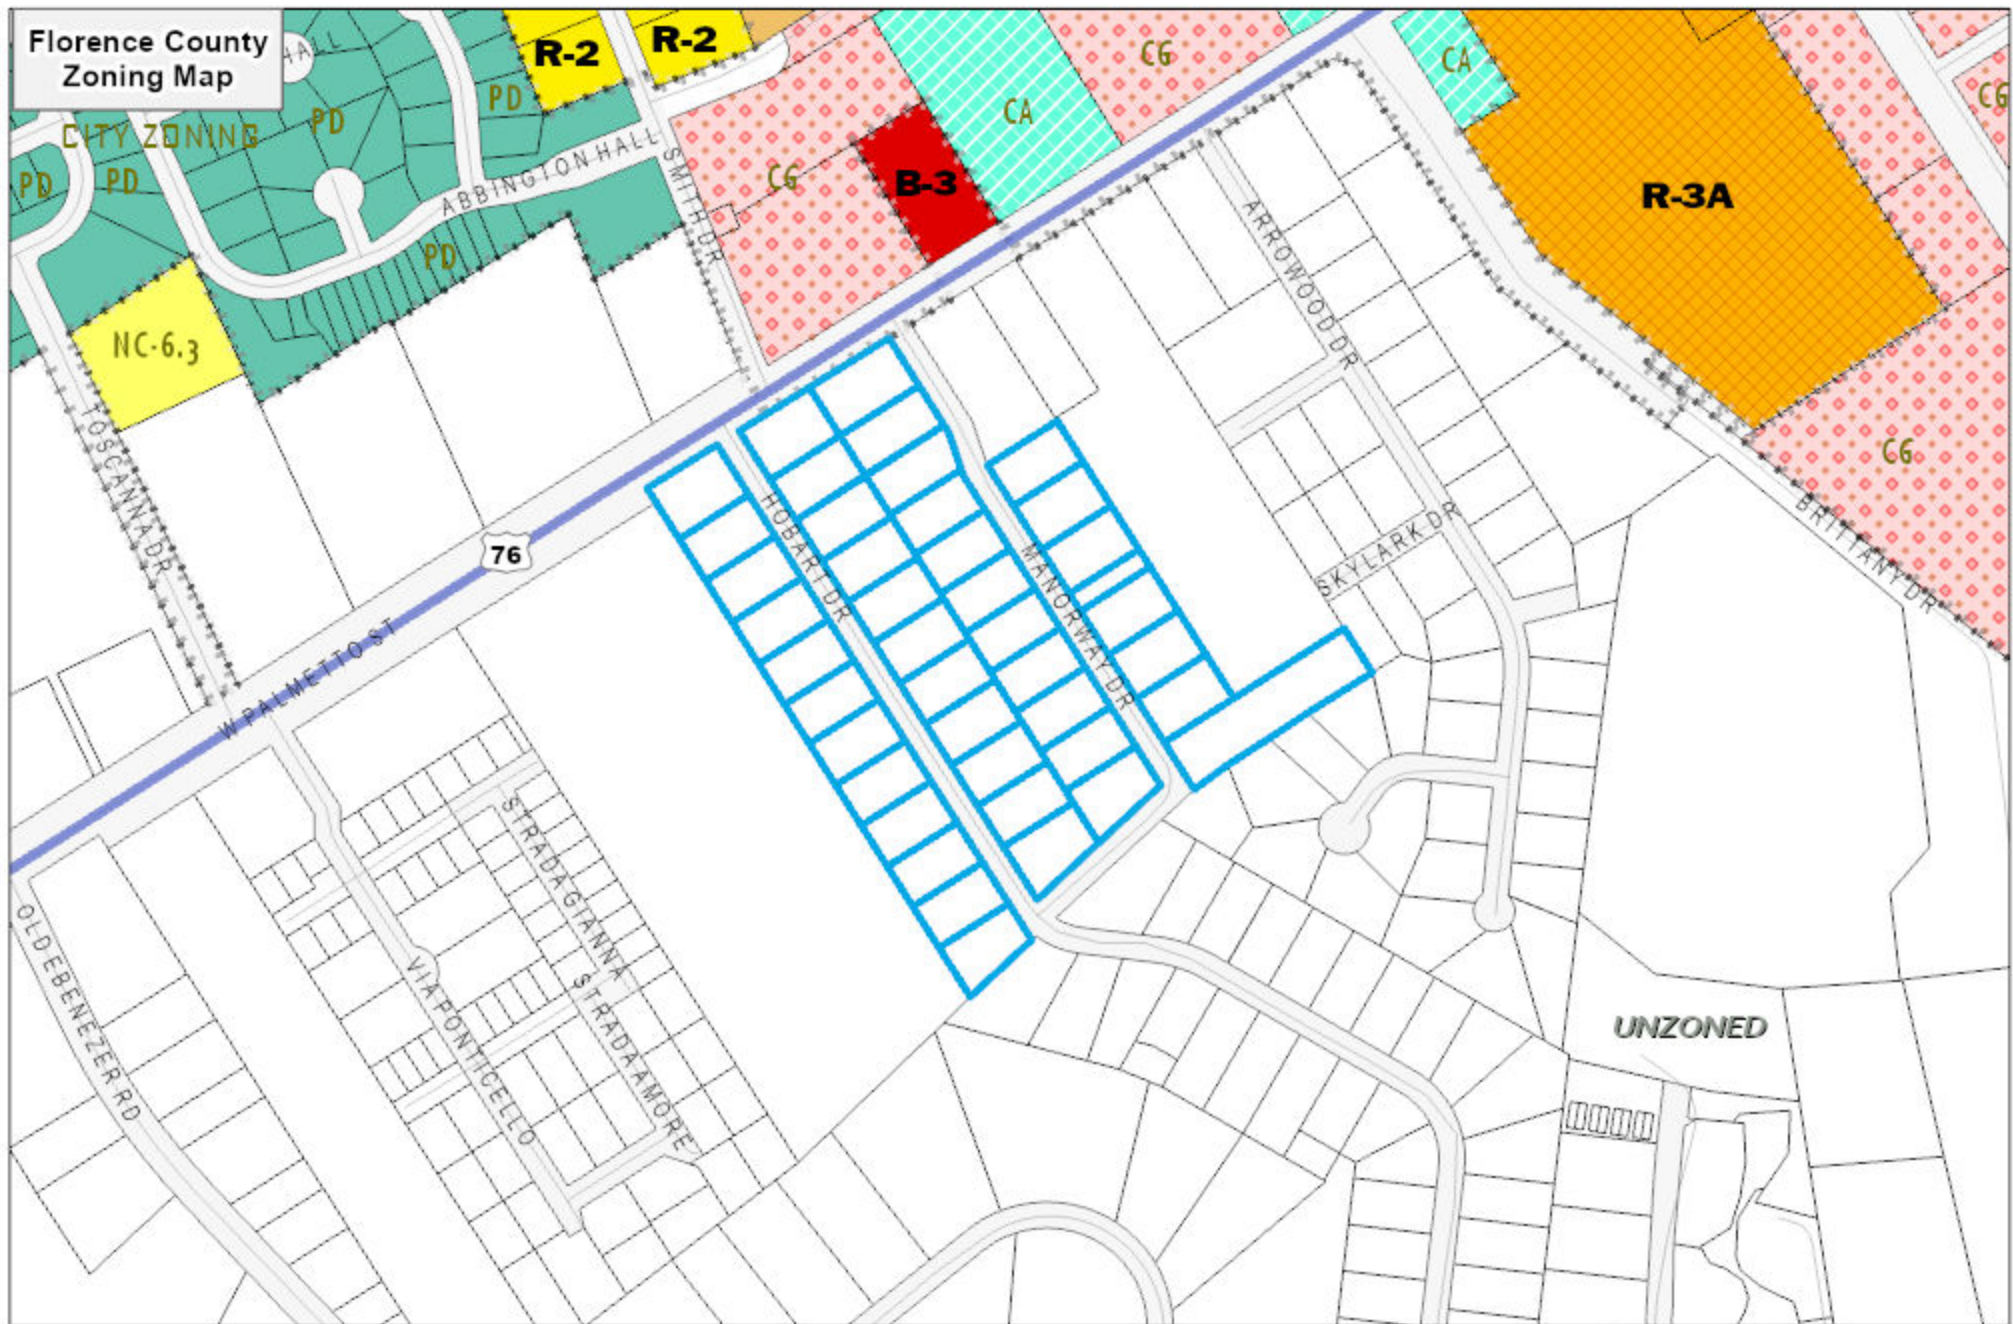 Florence County
Zoning Map
HALL
R-2
R-2
CG
CA
CG
PD
PD
CITY ZONING
PD
PD
ABBINGTON HALL
SMITH DR
CG
B-3
CA
R-3A
PD
NC-6.3
ARROWOOD DR
TOSCANNA DR
CG
HOBART DR
76
MANORWAY DR
SKYLARK DR
BRITTANY DR
W PALMETTO ST
STRADA GIANNA
OLD EBENEZER RD
VIA PONTICELLO
STRADA AMORE
UNZONED